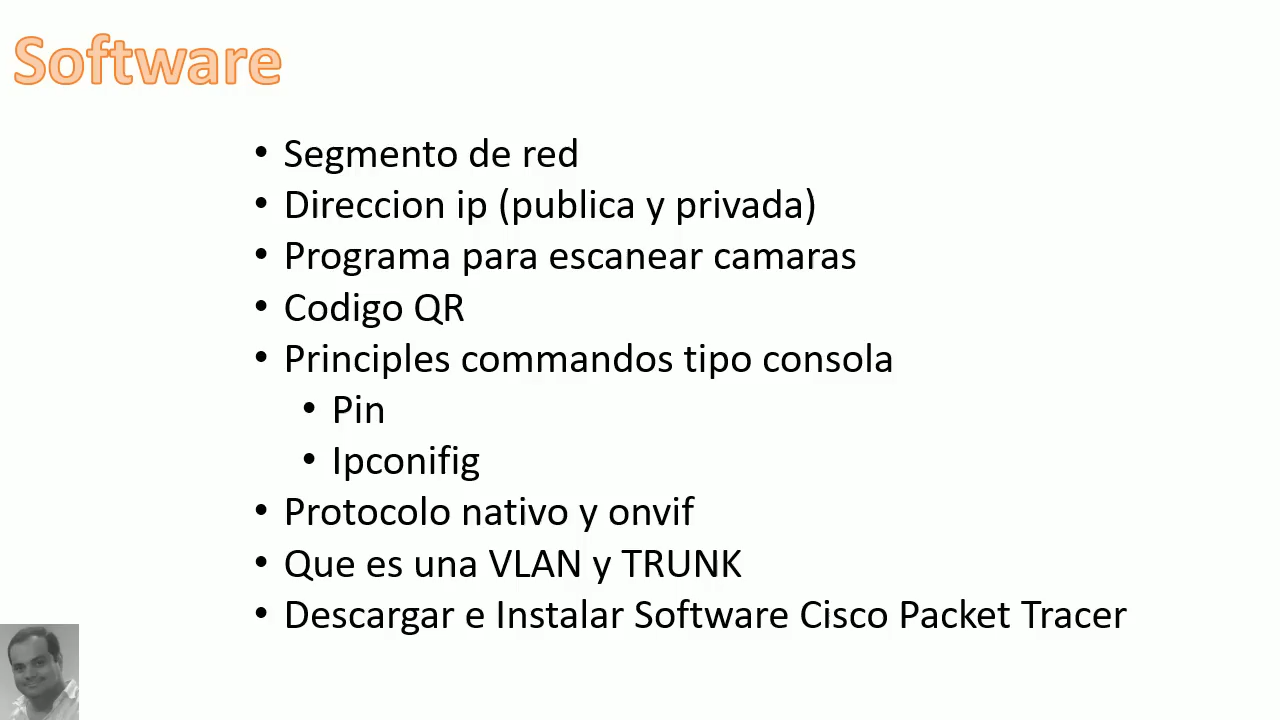 Software
• Segmento de red
• Direccion ip (publica y privada)
• Programa para escanear camaras
• Codigo QR
• Principles commandos tipo consola
• Pin
• Ipconifig
• Protocolo nativo y onvif
• Que es una VLAN y TRUNK
• Descargar e Instalar Software Cisco Packet Tracer